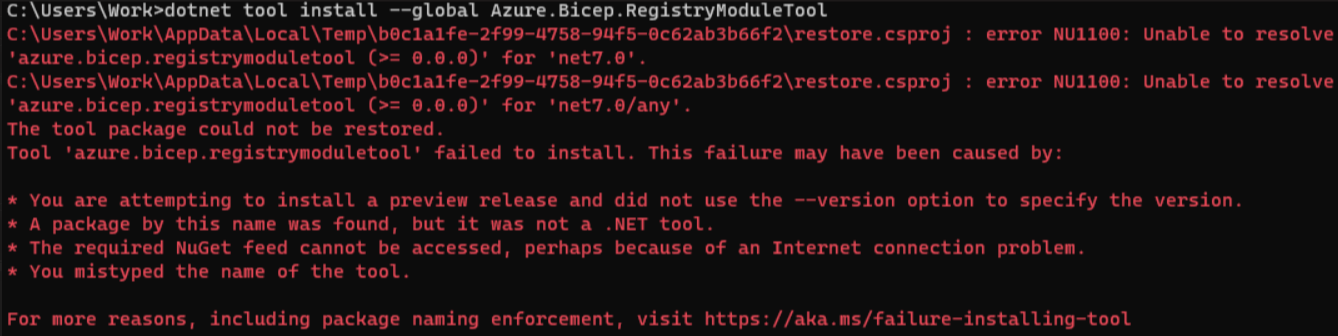 C:\Users\Work>dotnet tool install --global Azure.Bicep.RegistryModuleTool
C:\Users\Work\AppData\Local\Temp\b0c1a1fe-2f99-4758-94f5-0c62ab3b66f2\restore.csproj : error NU1100: Unable to resolve
'azure.bicep.registrymoduletool (>= 0.0.0)' for 'net7.0'.
C:\Users\Work\AppData\Local\Temp\b0c1a1fe-2f99-4758-94f5-0c62ab3b66f2\restore.csproj : error NU1100: Unable to resolve
'azure.bicep.registrymoduletool (>= 0.0.0)' for 'net7.0/any'.
The tool package could not be restored.
Tool 'azure.bicep.registrymoduletool' failed to install. This failure may have been caused by:
* You are attempting to install a preview release and did not use the --version option to specify the version.
* A package by this name was found, but it was not a .NET tool.
* The required NuGet feed cannot be accessed, perhaps because of an Internet connection problem.
* You mistyped the name of the tool.
For more reasons, including package naming enforcement, visit https://aka.ms/failure-installing-tool